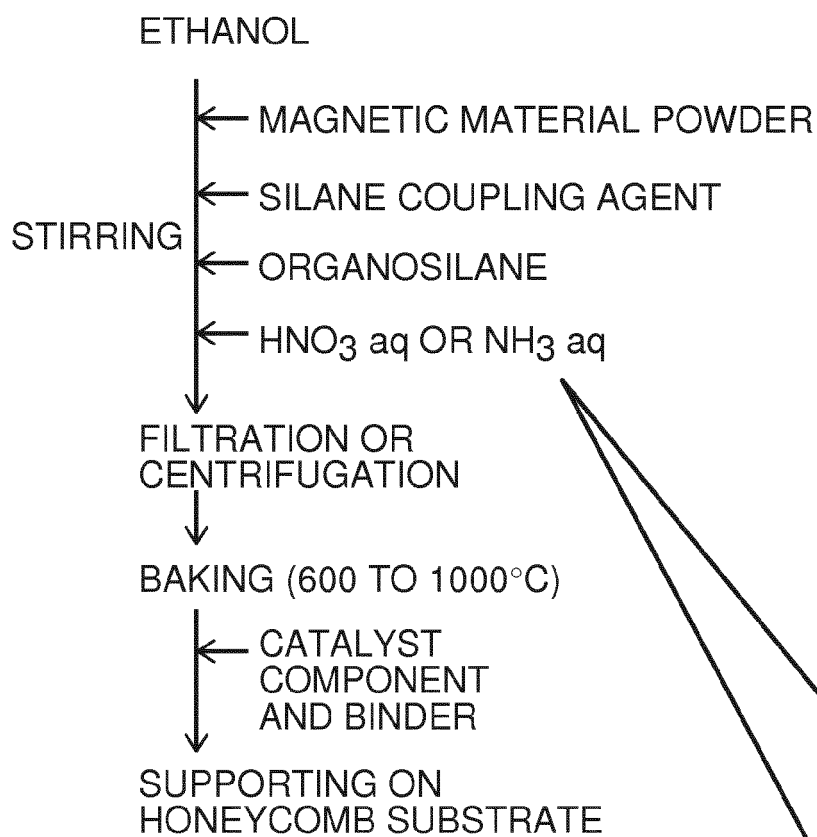 ETHANOL
MAGNETIC MATERIAL POWDER
SILANE COUPLING AGENT
STIRRING
ORGANOSILANE
HNO3 aq OR NH3 aq
FILTRATION OR
CENTRIFUGATION
BAKING (600 TO 1000°C)
CATALYST
COMPONENT
AND BINDER
SUPPORTING ON
HONEYCOMB SUBSTRATE